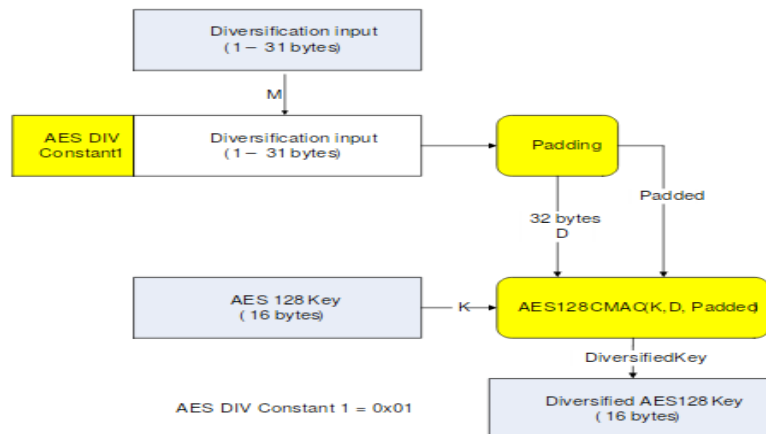 Diversification input
(1 – 31 bytes)
M
AES DIV
Constant1
Diversification input
(1 – 31 bytes)
Padding
32 bytes
D
Padded
AES 128 Key
(16 bytes)
K
AES128CMAC(K,D, Padded)
DiversifiedKey
AES DIV Constant 1 = 0x01
Diversified AES128 Key
(16 bytes)